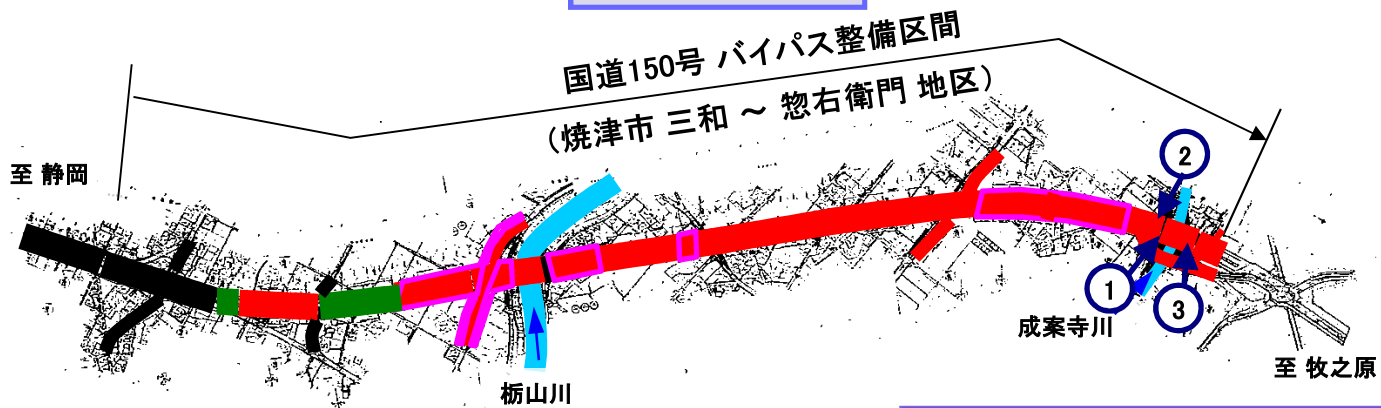 国道150号 バイパス整備区間
(焼津市 三和 ～ 惣右衛門 地区)
至 静岡
2
1
3
成案寺川
至 牧之原
栃山川